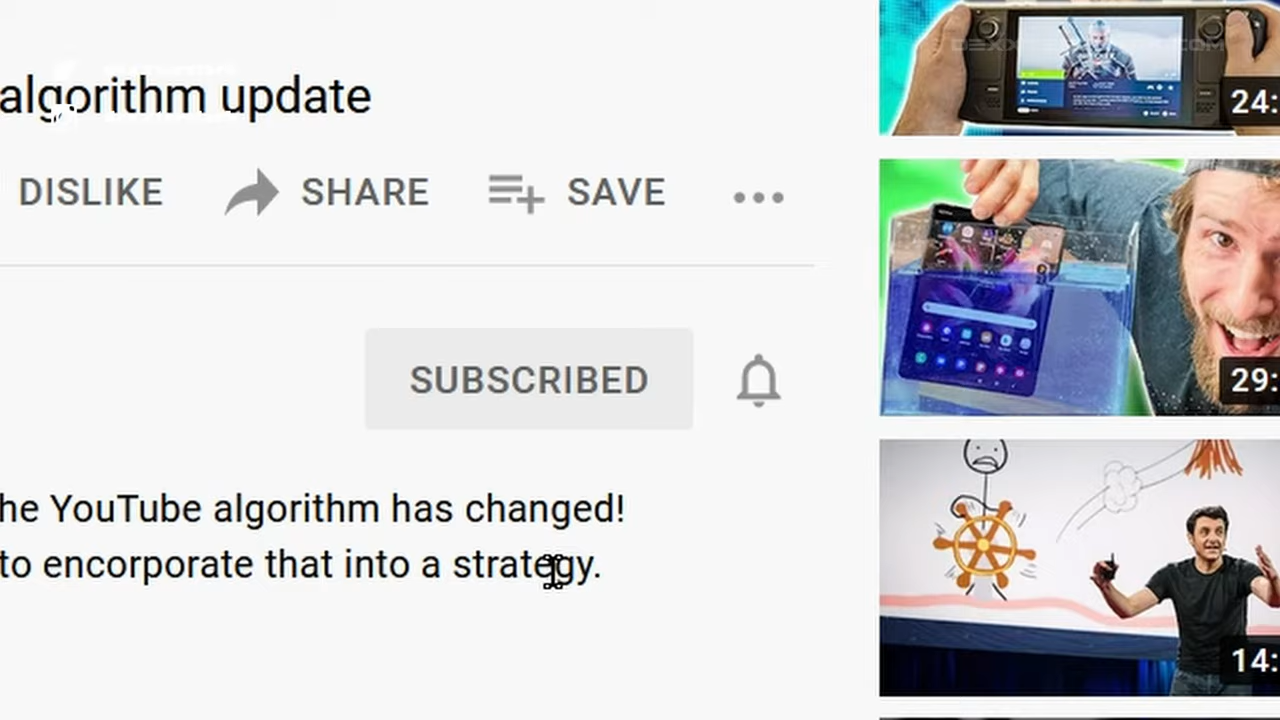 algorithm update
DISLIKE
SHARE
SAVE
SUBSCRIBED
he YouTube algorithm has changed!
to encorporate that into a strategy.
24:
29:
14: